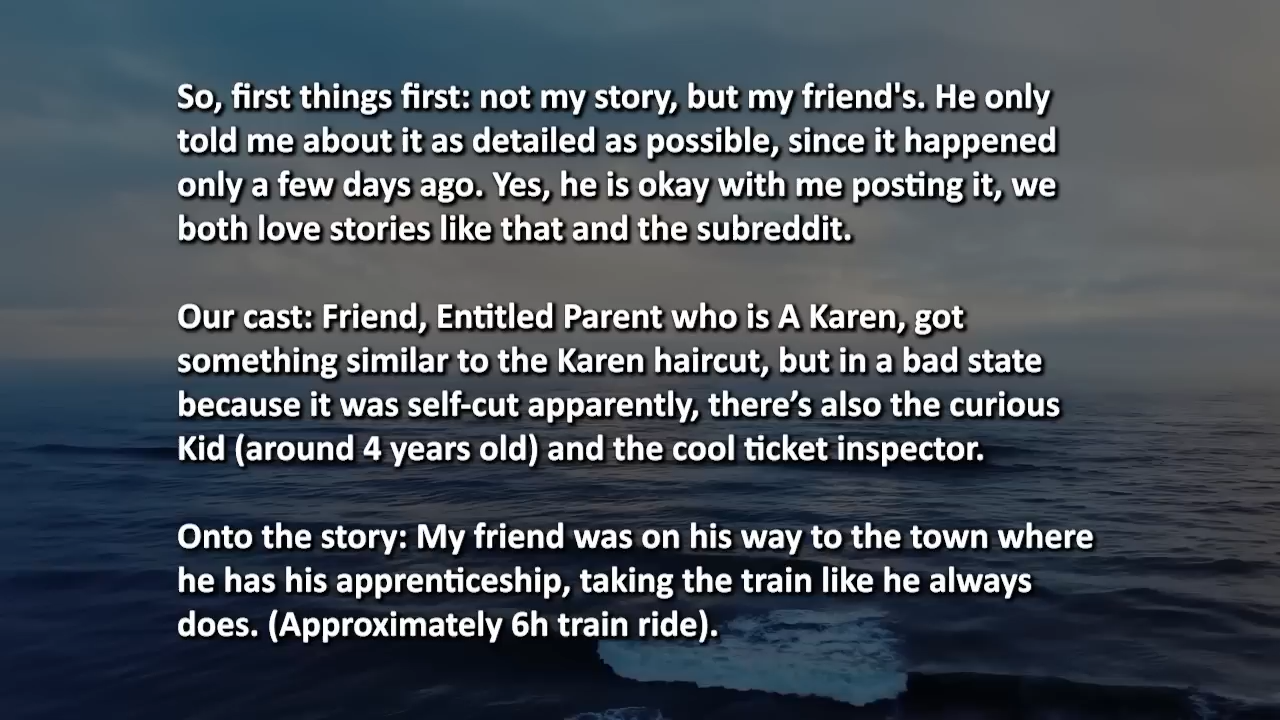 So, first things first: not my story, but my friend's. He only
told me about it as detailed as possible, since it happened
only a few days ago. Yes, he is okay with me posting it, we
both love stories like that and the subreddit.
Our cast: Friend, Entitled Parent who is A Karen, got
something similar to the Karen haircut, but in a bad state
because it was self-cut apparently, there’s also the curious
Kid (around 4 years old) and the cool ticket inspector.
Onto the story: My friend was on his way to the town where
he has his apprenticeship, taking the train like he always
does. (Approximately 6h train ride).